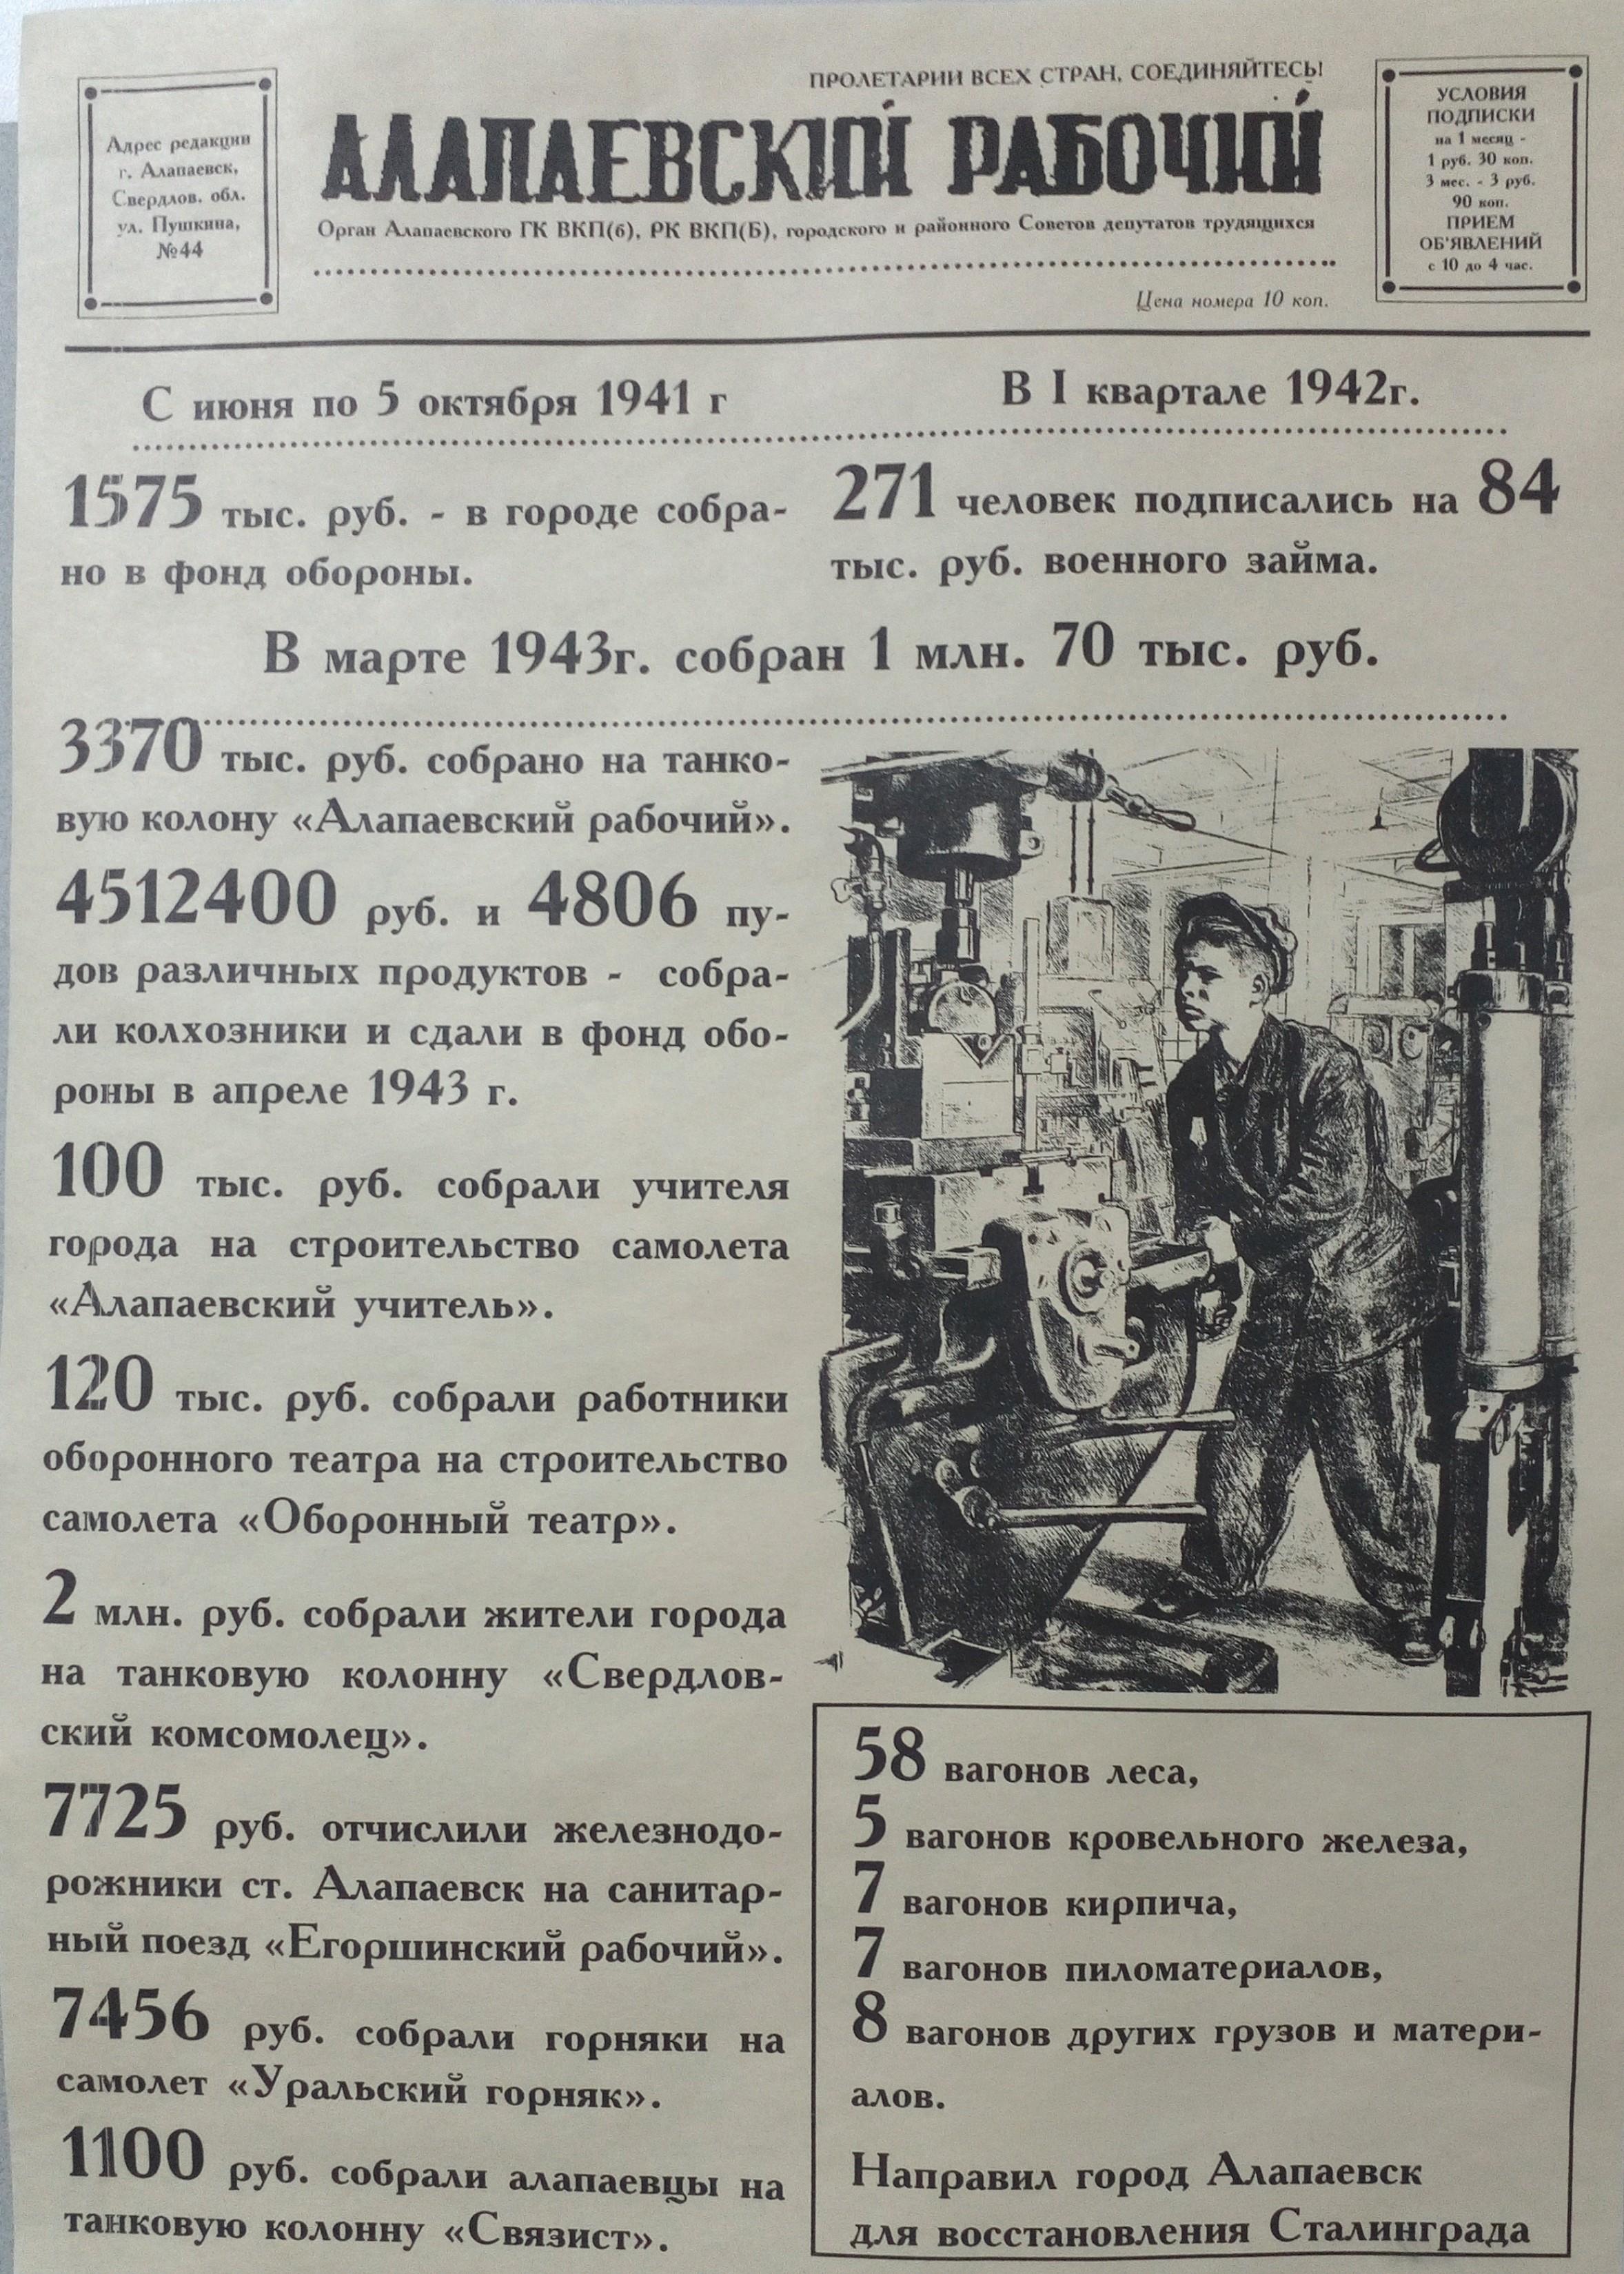 Адрес редакции
г. Алапаевск,
Свердлов. обл.
ул. Пушкина,
№44
ПРОЛЕТАРИИ ВСЕХ СТРАН, СОЕДИНЯЙТЕСЬ!
АЛАПАЕВСКИЙ РАБОЧИЙ
Орган Алапаевского ГК ВКП(б), РК ВКП(Б), городского и районного Советов депутатов трудящихся
Цена номера 10 коп.
УСЛОВИЯ
ПОДПИСКИ
на 1 месяц -
1 руб. 30 коп.
3 мес. - 3 руб.
90 коп.
ПРИЕМ
ОБ'ЯВЛЕНИЙ
с 10 до 4 час.
С июня по 5 октября 1941 г
1575 тыс. руб. - в городе собра-
но в фонд обороны.
В I квартале 1942г.
271 человек подписались на 84
тыс. руб. военного займа.
В марте 1943г. собран 1 млн. 70 тыс. руб.
3370 тыс. руб. собрано на танко-
вую колону «Алапаевский рабочий».
4512400 руб. и 4806 пу-
дов различных продуктов - собра-
ли колхозники и сдали в фонд обо-
роны в апреле 1943 г.
100 тыс. руб. собрали учителя
города на строительство самолета
«Алапаевский учитель».
120 тыс. руб. собрали работники
оборонного театра на строительство
самолета «Оборонный театр».
2 млн. руб. собрали жители города
на танковую колонну «Свердлов-
ский комсомолец».
7725 руб. отчислили железнодо-
рожники ст. Алапаевск на санитар-
ный поезд «Егоршинский рабочий».
7456 руб. собрали горняки на
самолет «Уральский горняк».
1100 руб. собрали алапаевцы на
танковую колонну «Связист».
58 вагонов леса,
5 вагонов кровельного железа,
7 вагонов кирпича,
7 вагонов пиломатериалов,
8 вагонов других грузов и матери-
алов.
Направил город Алапаевск
для восстановления Сталинграда